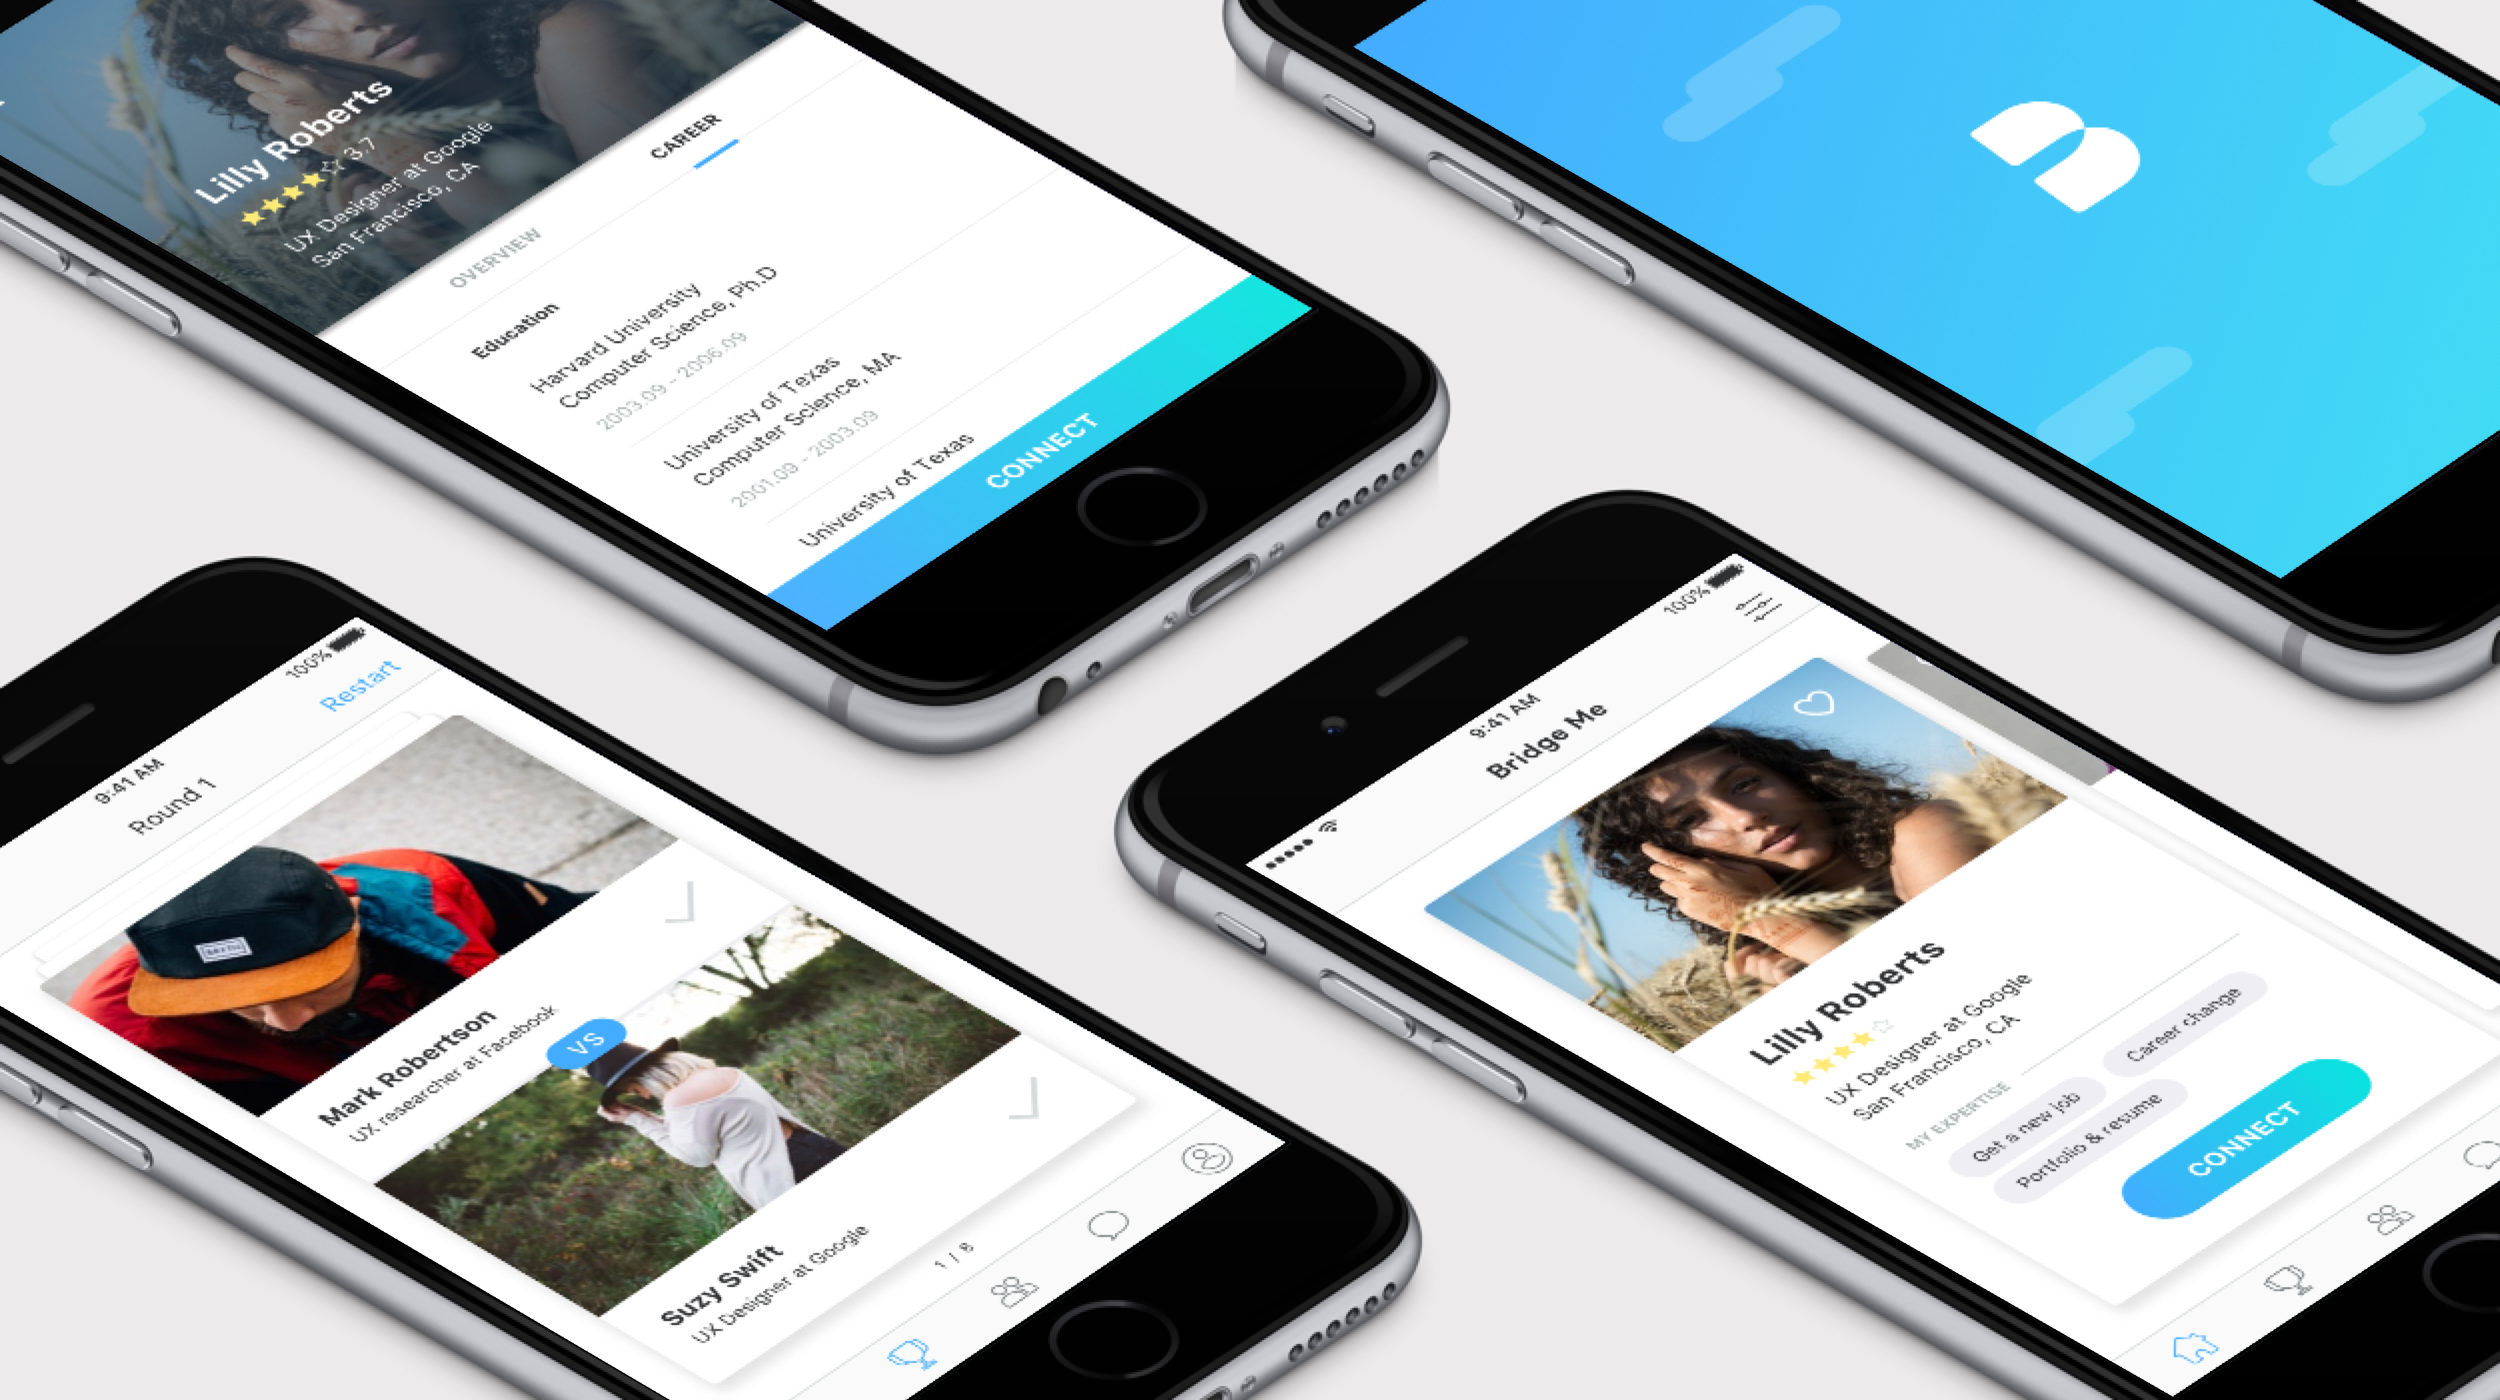 Lilly Roberts
3.7
UX Designer at Google
San Francisco, CA
OVERVIEW
CAREER
Education
Harvard University
Computer Science, Ph.D
2003.09 - 2006.09
University of Texas
Computer Science, MA
2001.09 - 2003.09
University of Texas
CONNECT
9:41 AM
100%
Round 1
Restart
Mark Robertson
UX researcher at Facebook
VS
Suzy Swift
UX Designer at Google
1 / 8
9:41 AM
100%
Bridge Me
Lilly Roberts
UX Designer at Google
San Francisco, CA
MY EXPERTISE
Get a new job
Career change
Portfolio & resume
CONNECT